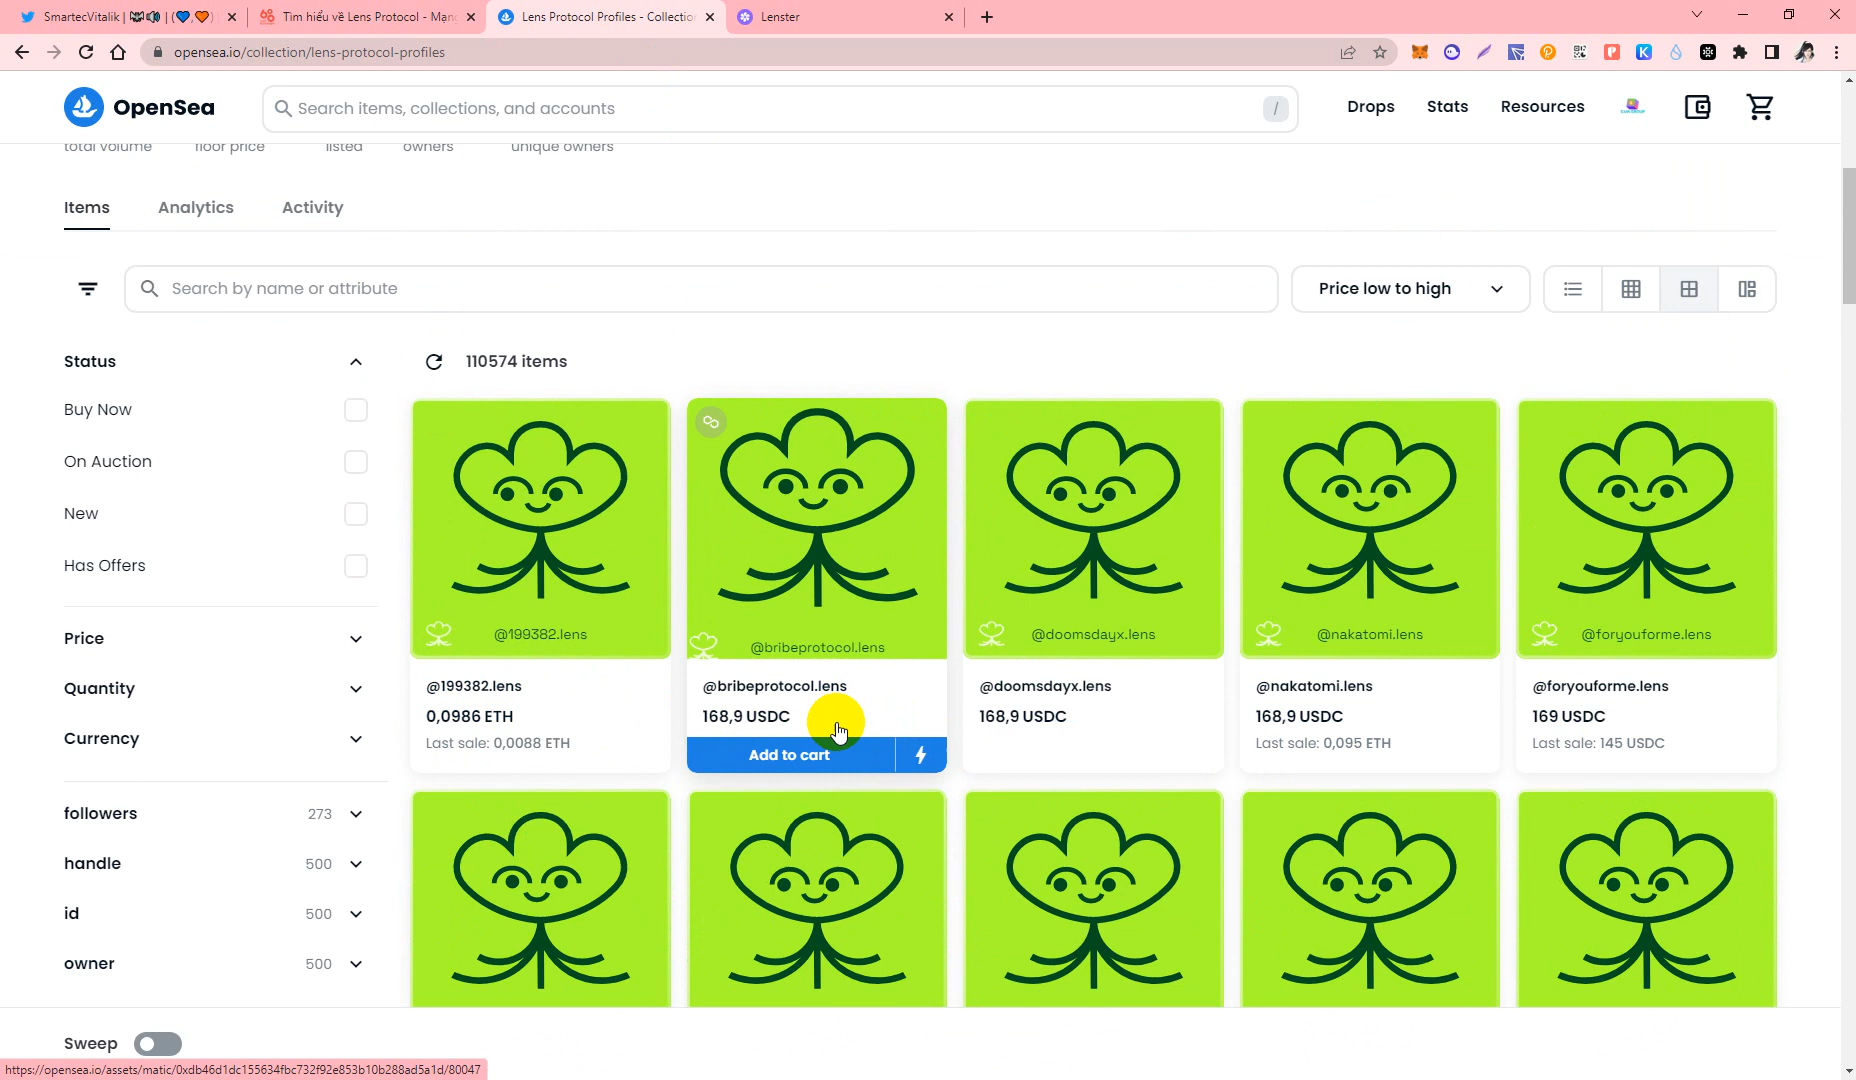 SmartecVitalik |
Tìm hiểu về Lens Protocol - Mạng
Lens Protocol Profiles - Collection
Lenster
opensea.io/collection/lens-protocol-profiles
OpenSea
Search items, collections, and accounts
/
Drops
Stats
Resources
total volume
floor price
listed
owners
unique owners
Items
Analytics
Activity
Search by name or attribute
Price low to high
Status
Buy Now
On Auction
New
Has Offers
Price
Quantity
Currency
followers 273
handle 500
id 500
owner 500
110574 items
@199382.lens
@bribeprotocol.lens
@doomsdayx.lens
@nakatomi.lens
@foryouforme.lens
@199382.lens
0,0986 ETH
Last sale: 0,0088 ETH
@bribeprotocol.lens
168,9 USDC
Add to cart
@doomsdayx.lens
168,9 USDC
@nakatomi.lens
168,9 USDC
Last sale: 0,095 ETH
@foryouforme.lens
169 USDC
Last sale: 145 USDC
Sweep
https://opensea.io/assets/matic/0xdb46d1dc155634fbc732f92e853b10b288ad5a1d/80047